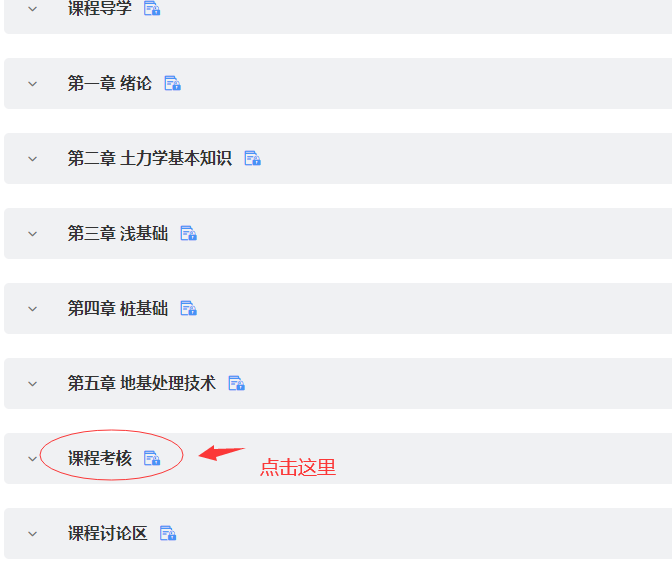 课程导学
第一章 绪论
第二章 土力学基本知识
第三章 浅基础
第四章 桩基础
第五章 地基处理技术
课程考核
点击这里
课程讨论区